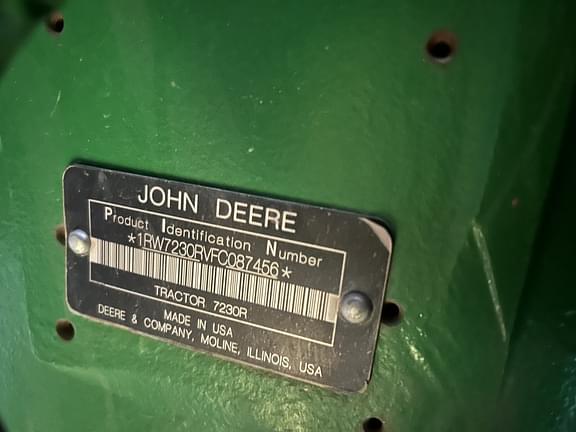 JOHN DEERE
Product Identification Number
*1RW7230RVFC087456*
TRACTOR 7230R
MADE IN USA
DEERE & COMPANY, MOLINE, ILLINOIS, USA